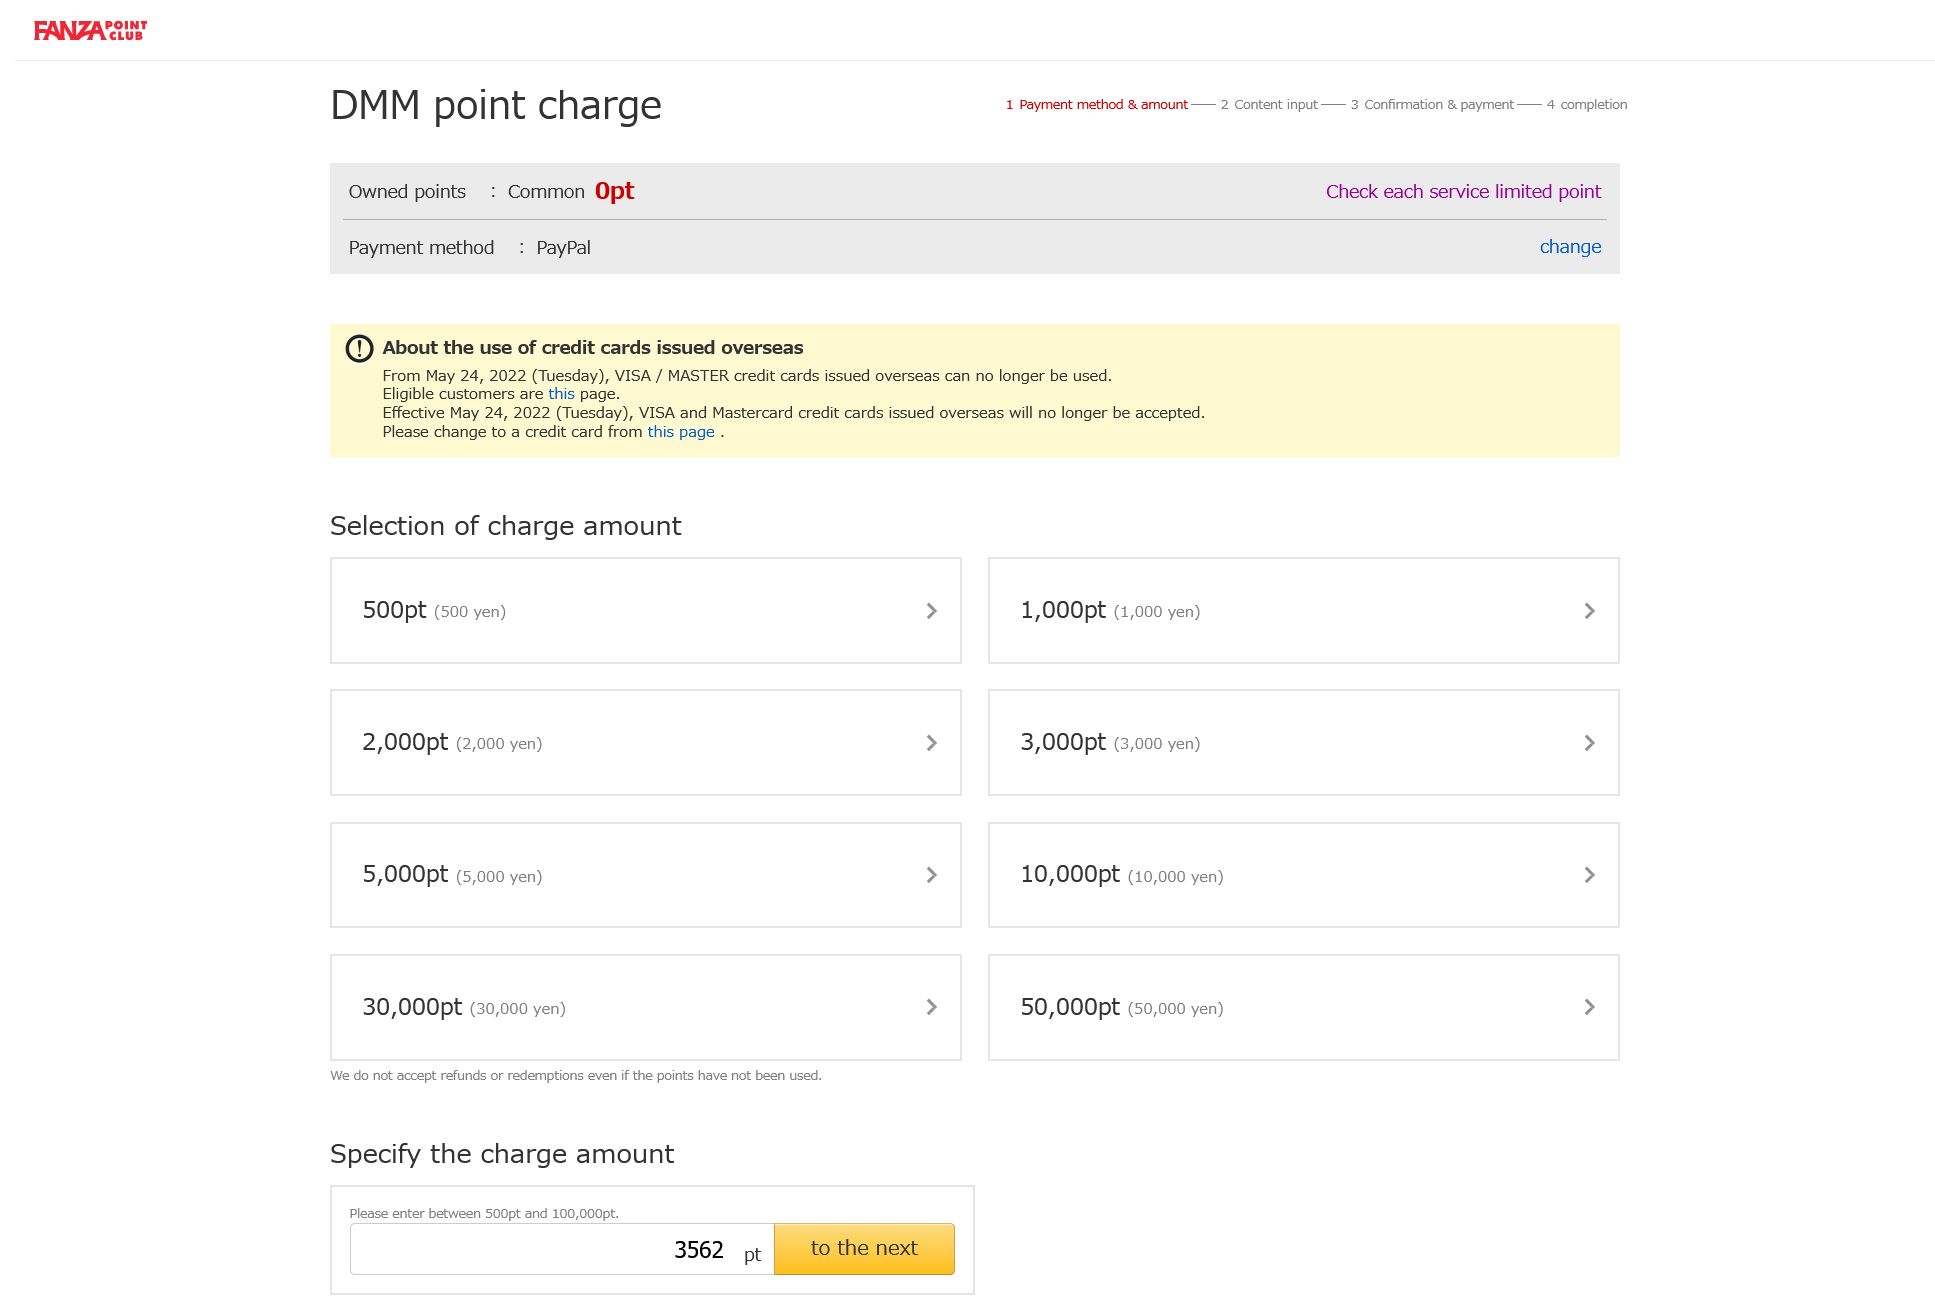 FANZA POINT CLUB
DMM point charge
1 Payment method & amount — 2 Content input — 3 Confirmation & payment — 4 completion
Owned points : Common 0pt Check each service limited point
Payment method : PayPal change
About the use of credit cards issued overseas
From May 24, 2022 (Tuesday), VISA / MASTER credit cards issued overseas can no longer be used.
Eligible customers are this page.
Effective May 24, 2022 (Tuesday), VISA and Mastercard credit cards issued overseas will no longer be accepted.
Please change to a credit card from this page .
Selection of charge amount
500pt (500 yen)
1,000pt (1,000 yen)
2,000pt (2,000 yen)
3,000pt (3,000 yen)
5,000pt (5,000 yen)
10,000pt (10,000 yen)
30,000pt (30,000 yen)
50,000pt (50,000 yen)
We do not accept refunds or redemptions even if the points have not been used.
Specify the charge amount
Please enter between 500pt and 100,000pt.
3562 pt to the next